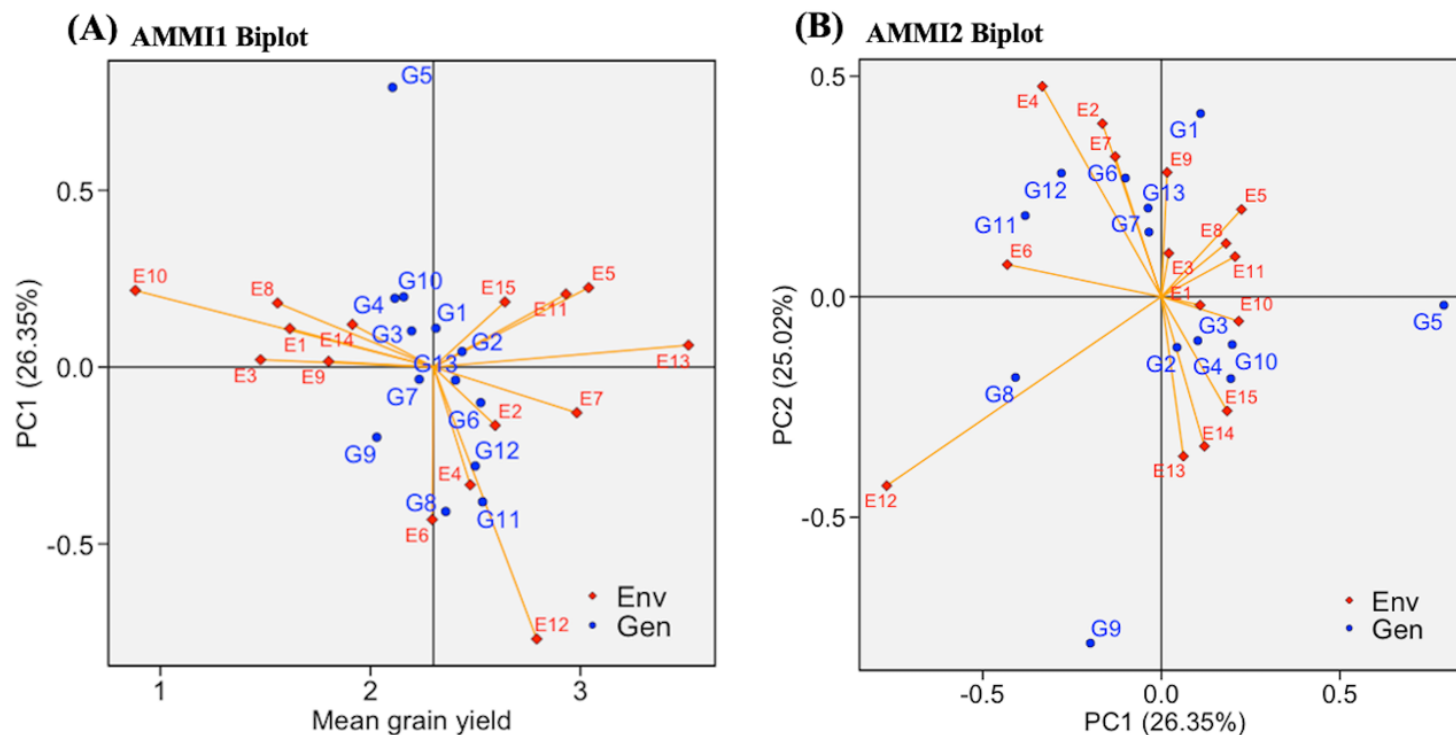 (A) AMMI1 Biplot
G5
0.5
E10
E8
G4
G10
E15
E5
G1
E11
E1
E14
G3
G2
0.0
G13
E3
E9
G7
E13
E7
G6
E2
G9
G12
E4
G8
G11
E6
-0.5
E12
Env
Gen
1
2
3
PC1 (26.35%)
Mean grain yield
(B) AMMI2 Biplot
0.5
E4
E2
G1
E7
E9
G6
G12
G13
E5
G11
G7
E8
E6
E3
E11
0.0
E1
E10
G3
G5
G2
G4
G10
G8
E15
E14
E13
E12
-0.5
G9
Env
Gen
-0.5
0.0
0.5
PC2 (25.02%)
PC1 (26.35%)